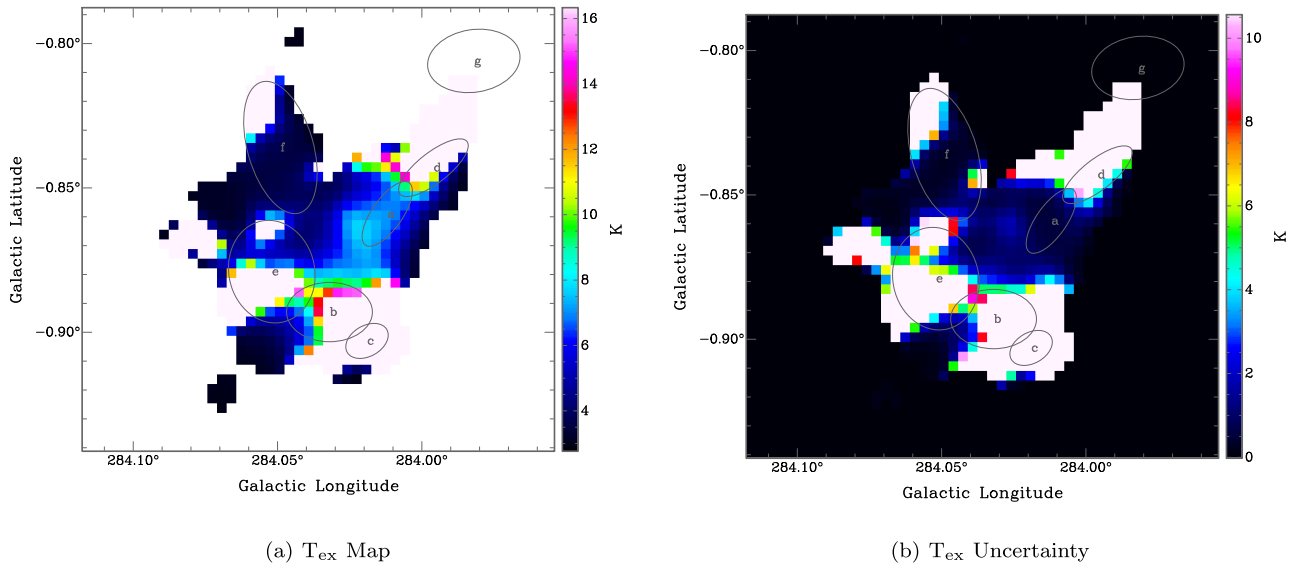 16
14
12
10
8
6
4
K
−0.80°
−0.85°
−0.90°
Galactic Latitude
g
f
d
a
e
b
c
284.10°
284.05°
284.00°
Galactic Longitude
(a) Tex Map
10
8
6
4
2
0
K
−0.80°
−0.85°
−0.90°
Galactic Latitude
g
f
d
a
e
b
c
284.10°
284.05°
284.00°
Galactic Longitude
(b) Tex Uncertainty